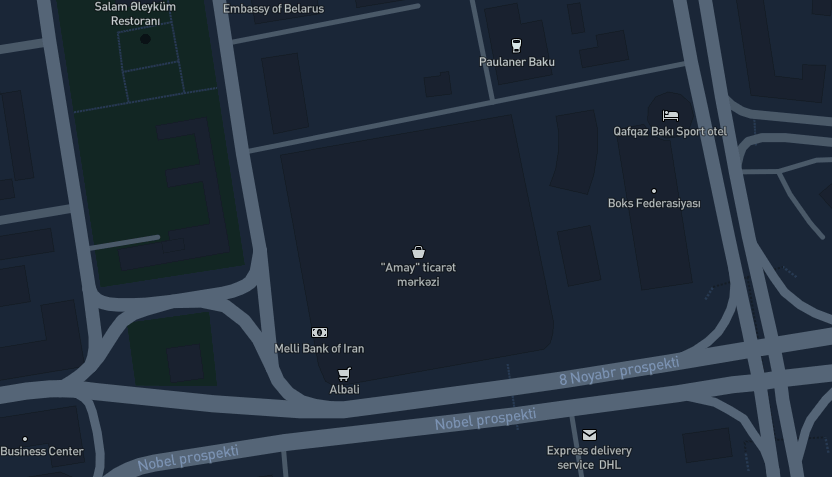 Salam Əleyküm
Restoranı
Embassy of Belarus
Paulaner Baku
Qafqaz Bakı Sport otel
Boks Federasiyası
"Amay" ticarət
mərkəzi
Melli Bank of Iran
Albali
8 Noyabr prospekti
Nobel prospekti
Business Center
Nobel prospekti
Express delivery
service DHL